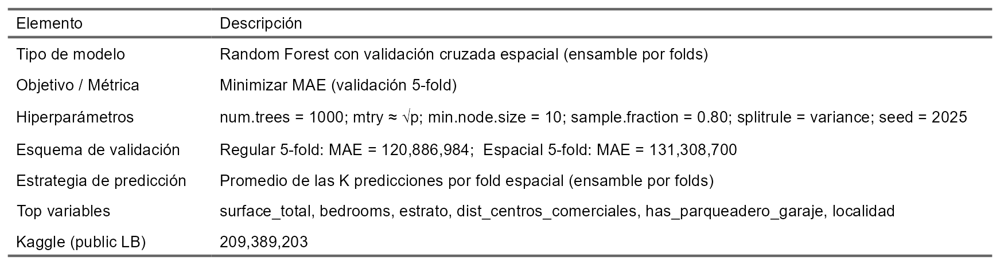 Elemento Descripción
Tipo de modelo Random Forest con validación cruzada espacial (ensamble por folds)
Objetivo / Métrica Minimizar MAE (validación 5-fold)
Hiperparámetros num.trees = 1000; mtry ≈ √p; min.node.size = 10; sample.fraction = 0.80; splitrule = variance; seed = 2025
Esquema de validación Regular 5-fold: MAE = 120,886,984;  Espacial 5-fold: MAE = 131,308,700
Estrategia de predicción Promedio de las K predicciones por fold espacial (ensamble por folds)
Top variables surface_total, bedrooms, estrato, dist_centros_comerciales, has_parqueadero_garaje, localidad
Kaggle (public LB) 209,389,203